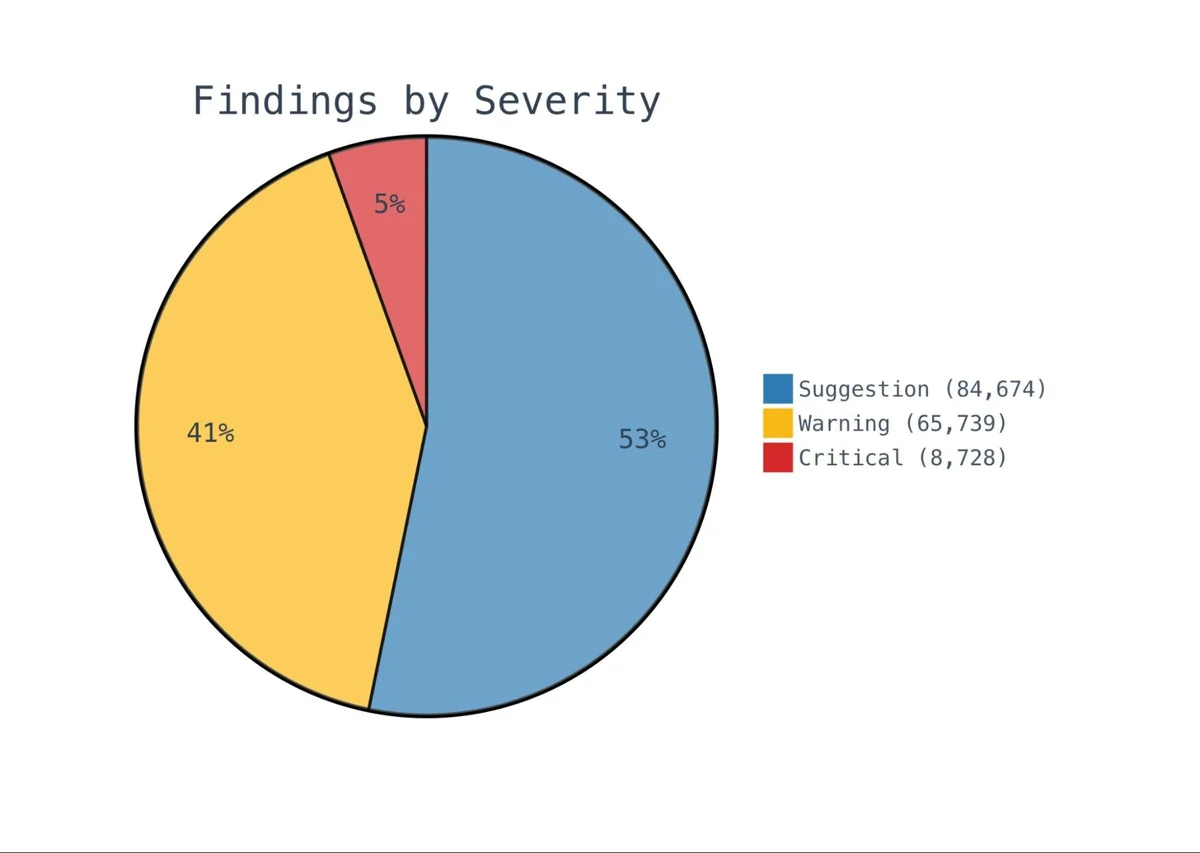 Findings by Severity
5%
41%
53%
Suggestion (84,674)
Warning (65,739)
Critical (8,728)